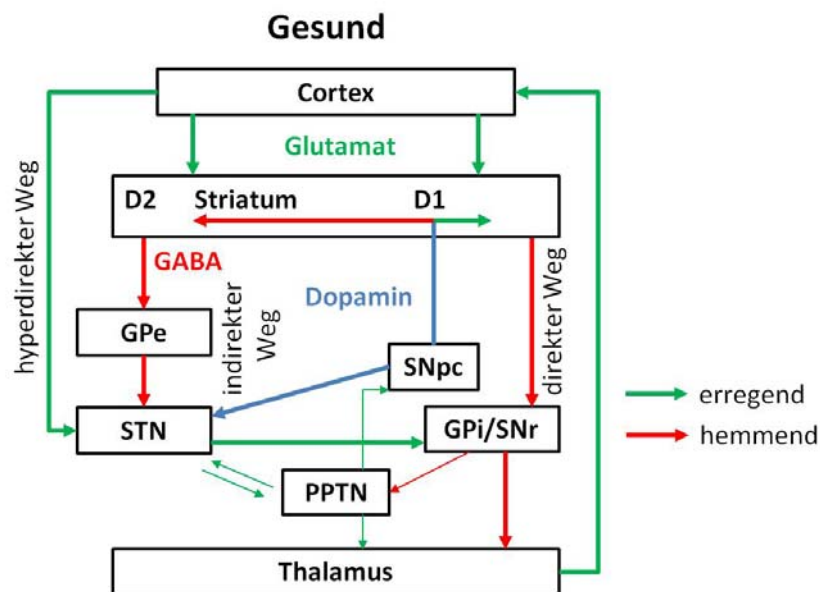 Gesund
Cortex
Glutamat
hyperdirekter Weg
D2 Striatum D1
GABA
Dopamin
indirekter
Weg
direkter Weg
GPe
SNpc
erregend
STN
GPi/SNr
hemmend
PPTN
Thalamus